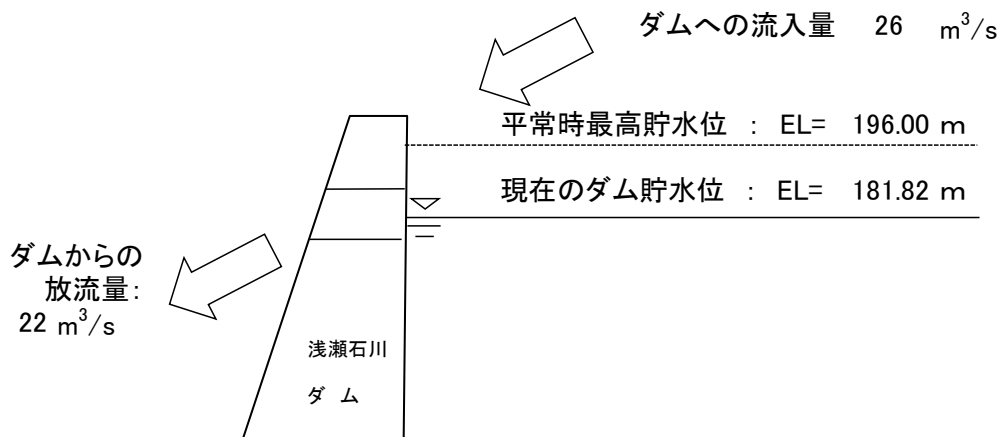 ダムへの流入量 26 m³/s
平常時最高貯水位 : EL= 196.00 m
現在のダム貯水位 : EL= 181.82 m
ダムからの
放流量:
22 m³/s
浅瀬石川
ダ ム